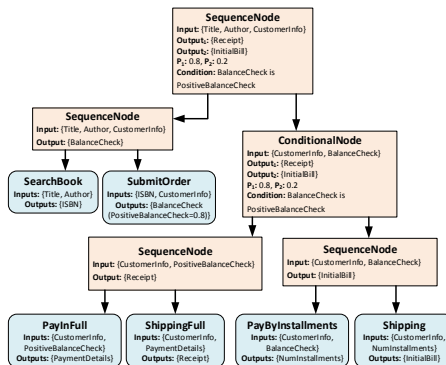 SequenceNode
Input: {Title, Author, CustomerInfo}
Output₁: {Receipt}
Output₂: {InitialBill}
P₁: 0.8, P₂: 0.2
Condition: BalanceCheck is
PositiveBalanceCheck
SequenceNode
Input: {Title, Author, CustomerInfo}
Output: {BalanceCheck}
ConditionalNode
Input: {CustomerInfo, BalanceCheck}
Output₁: {Receipt}
Output₂: {InitialBill}
P₁: 0.8, P₂: 0.2
Condition: BalanceCheck is
PositiveBalanceCheck
SearchBook
Inputs: {Title, Author}
Outputs: {ISBN}
SubmitOrder
Inputs: {ISBN, CustomerInfo}
Outputs: {BalanceCheck
(PositiveBalanceCheck=0.8)}
SequenceNode
Input: {CustomerInfo, PositiveBalanceCheck}
Output: {Receipt}
SequenceNode
Input: {CustomerInfo, BalanceCheck}
Output: {InitialBill}
PayInFull
Inputs: {CustomerInfo,
PositiveBalanceCheck}
Outputs: {PaymentDetails}
ShippingFull
Inputs: {CustomerInfo,
PaymentDetails}
Outputs: {Receipt}
PayByInstallments
Inputs: {CustomerInfo,
BalanceCheck}
Outputs: {NumInstallments}
Shipping
Inputs: {CustomerInfo,
NumInstallments}
Outputs: {InitialBill}